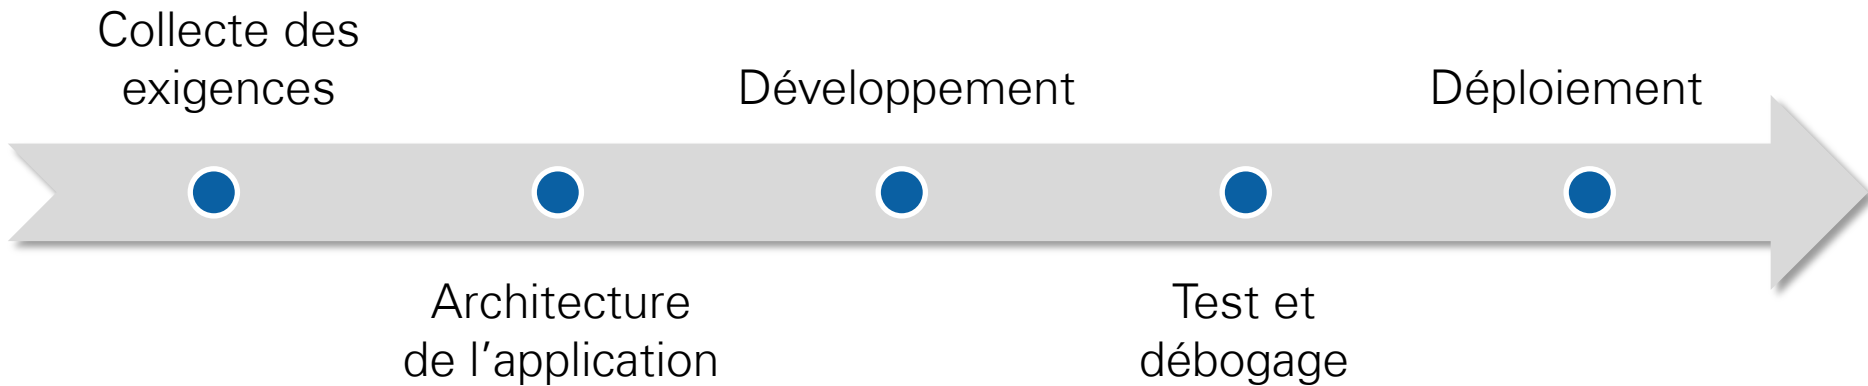 Collecte des
exigences
Architecture
de l’application
Développement
Test et
débogage
Déploiement